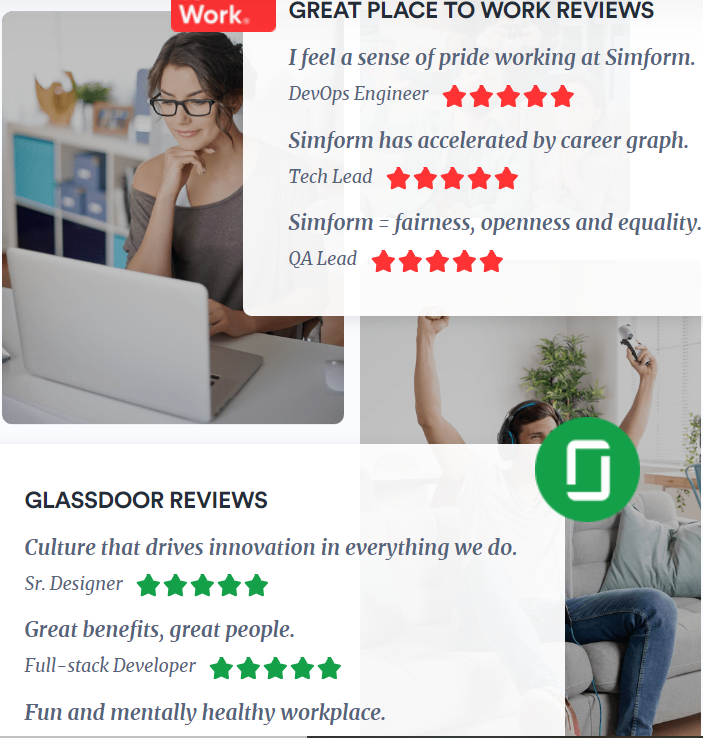 Work.
GREAT PLACE TO WORK REVIEWS
I feel a sense of pride working at Simform.
DevOps Engineer
Simform has accelerated by career graph.
Tech Lead
Simform = fairness, openness and equality.
QA Lead
GLASSDOOR REVIEWS
Culture that drives innovation in everything we do.
Sr. Designer
Great benefits, great people.
Full-stack Developer
Fun and mentally healthy workplace.